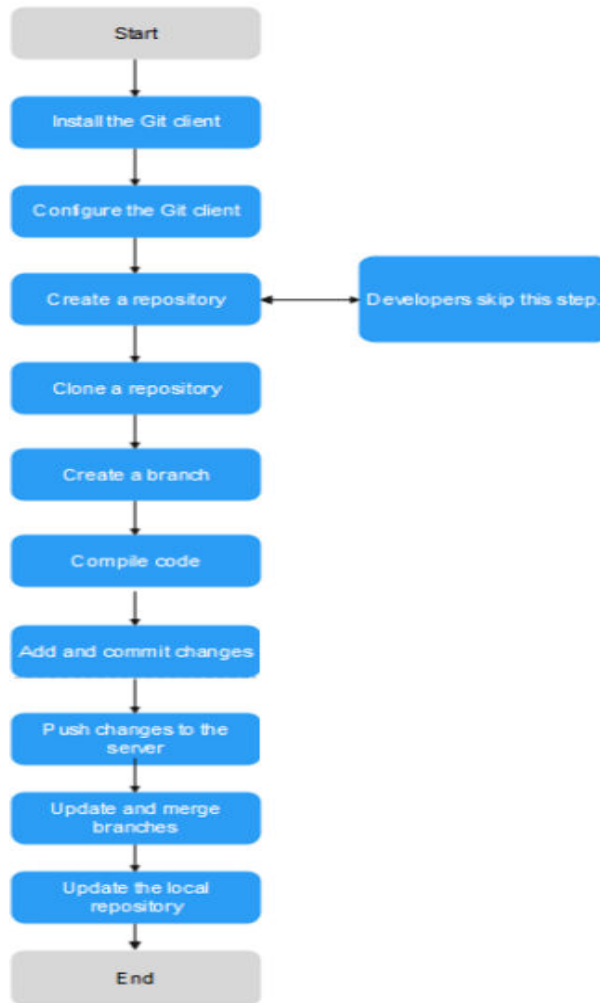 Start
Install the Git client
Configure the Git client
Create a repository
Developers skip this step.
Clone a repository
Create a branch
Compile code
Add and commit changes
Push changes to the
server
Update and merge
branches
Update the local
repository
End